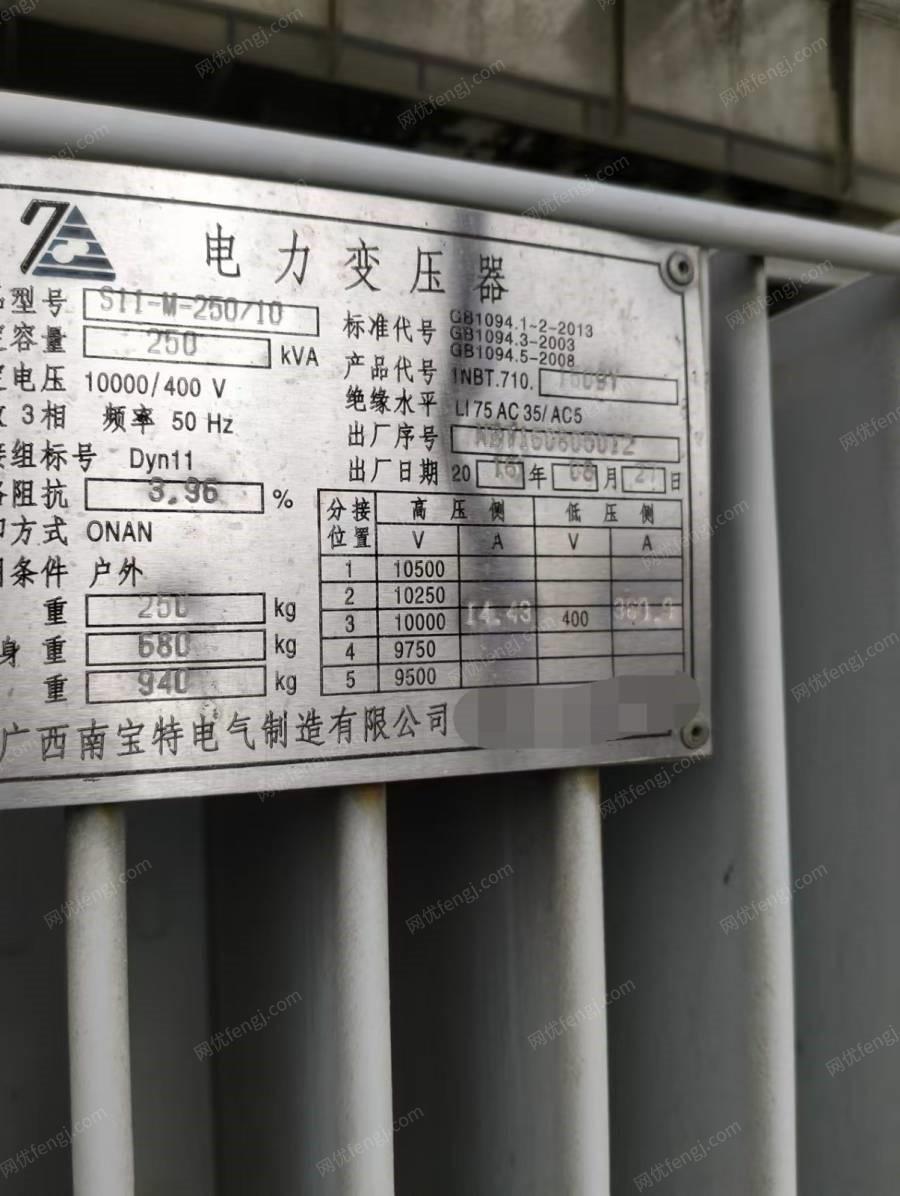 电力变压器
型号 S11-M-250/10
容量 250 kVA
电压 10000/400 V
3相 频率 50 Hz
组标号 Dyn11
阻抗 3.96 %
方式 ONAN
条件 户外
重 250 kg
身重 680 kg
重 940 kg
标准代号 GB1094.1-2-2013
GB1094.3-2003
GB1094.5-2008
产品代号 1NBT.710.
绝缘水平 LI 75 AC 35/ AC5
出厂序号
出厂日期 20 16 年 08 月 27 日
分接位置 高压侧 低压侧
V A V A
1 10500
2 10250
3 10000 14.43 400
4 9750
5 9500
广西南宝特电气制造有限公司
网优fengj.com